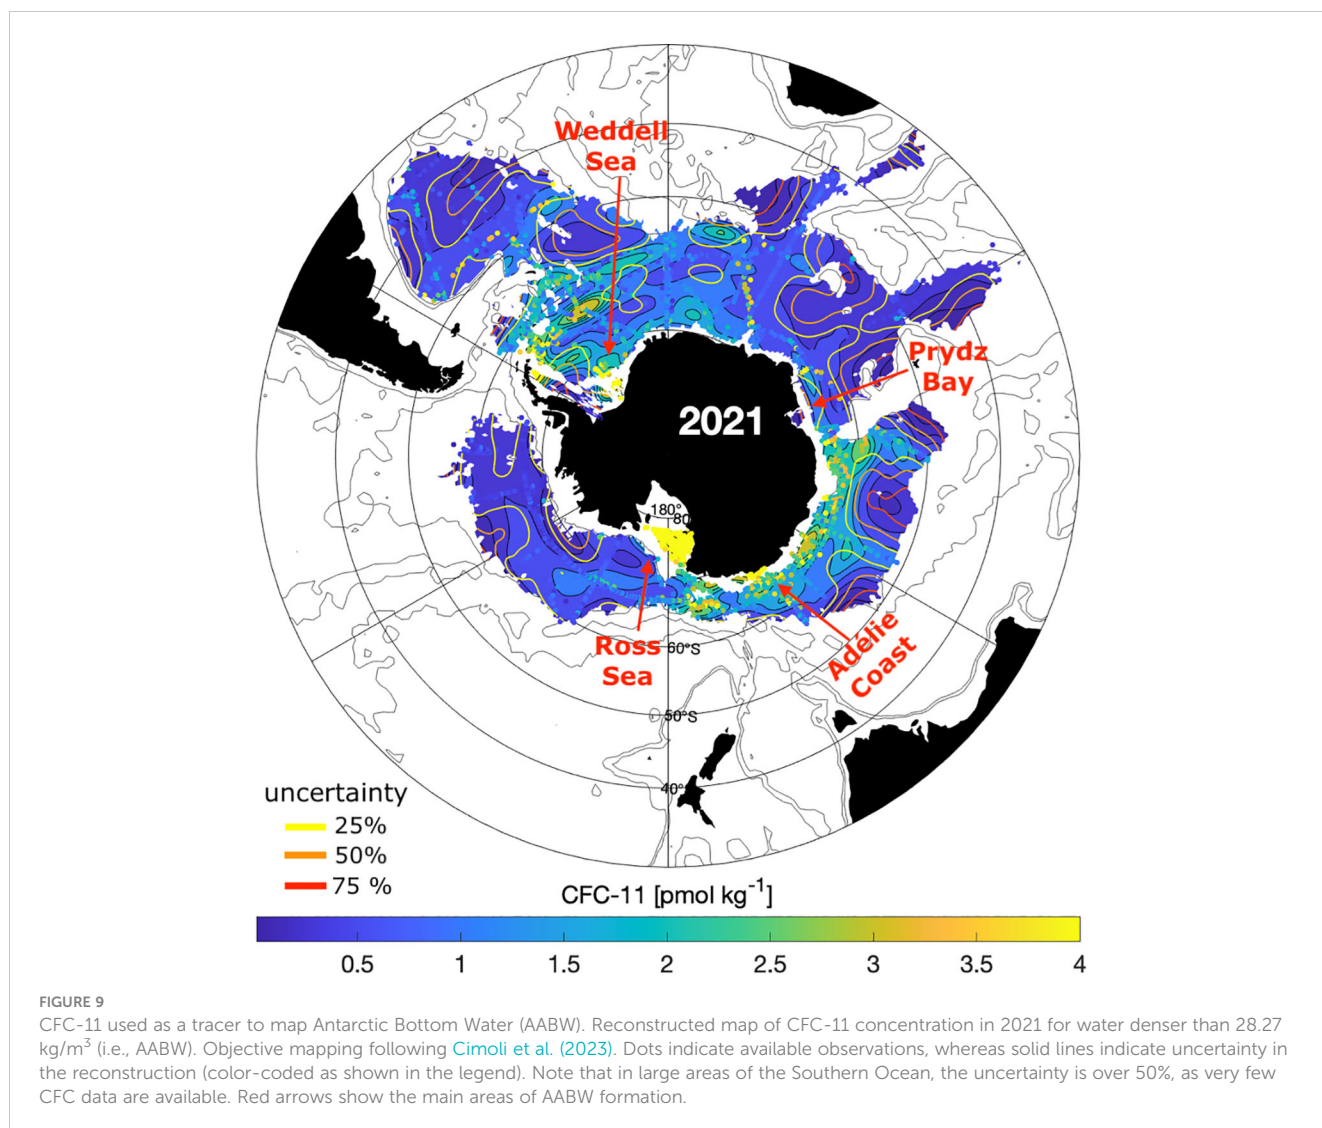 Weddell
Sea
Prydz
Bay
2021
180°
80
Ross
Sea
60°S
Adélie
Coast
50°S
40°
uncertainty
25%
50%
75 %
CFC-11 [pmol kg⁻¹]
0.5 1 1.5 2 2.5 3 3.5 4
FIGURE 9
CFC-11 used as a tracer to map Antarctic Bottom Water (AABW). Reconstructed map of CFC-11 concentration in 2021 for water denser than 28.27
kg/m³ (i.e., AABW). Objective mapping following Cimoli et al. (2023). Dots indicate available observations, whereas solid lines indicate uncertainty in
the reconstruction (color-coded as shown in the legend). Note that in large areas of the Southern Ocean, the uncertainty is over 50%, as very few
CFC data are available. Red arrows show the main areas of AABW formation.